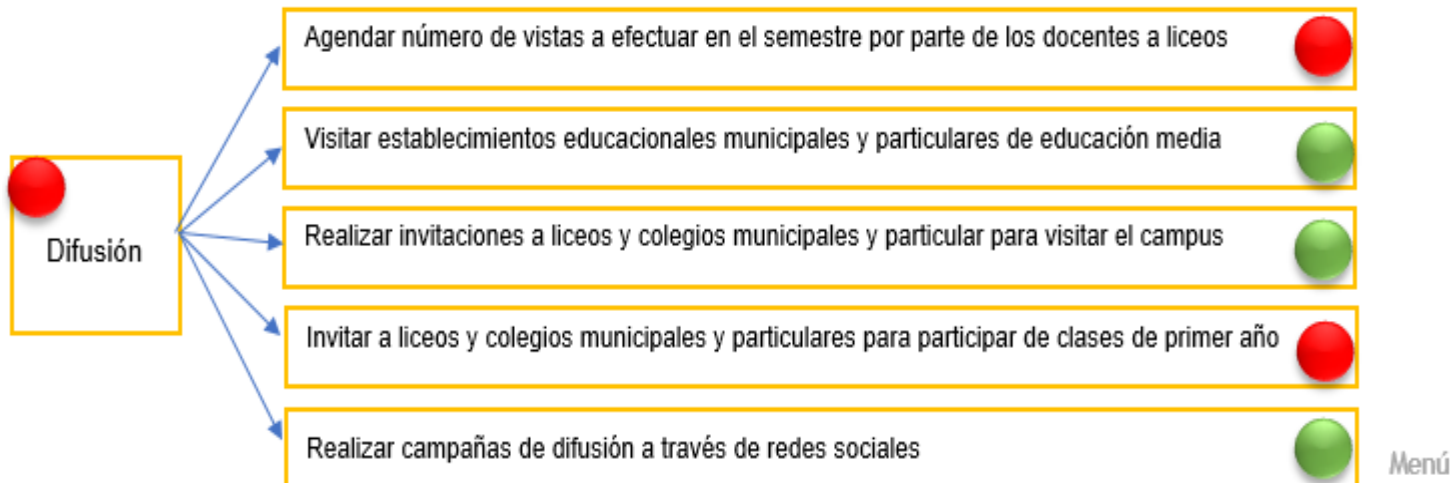 Agendar número de vistas a efectuar en el semestre por parte de los docentes a liceos
Visitar establecimientos educacionales municipales y particulares de educación media
Difusión
Realizar invitaciones a liceos y colegios municipales y particular para visitar el campus
Invitar a liceos y colegios municipales y particulares para participar de clases de primer año
Realizar campañas de difusión a través de redes sociales
Menú